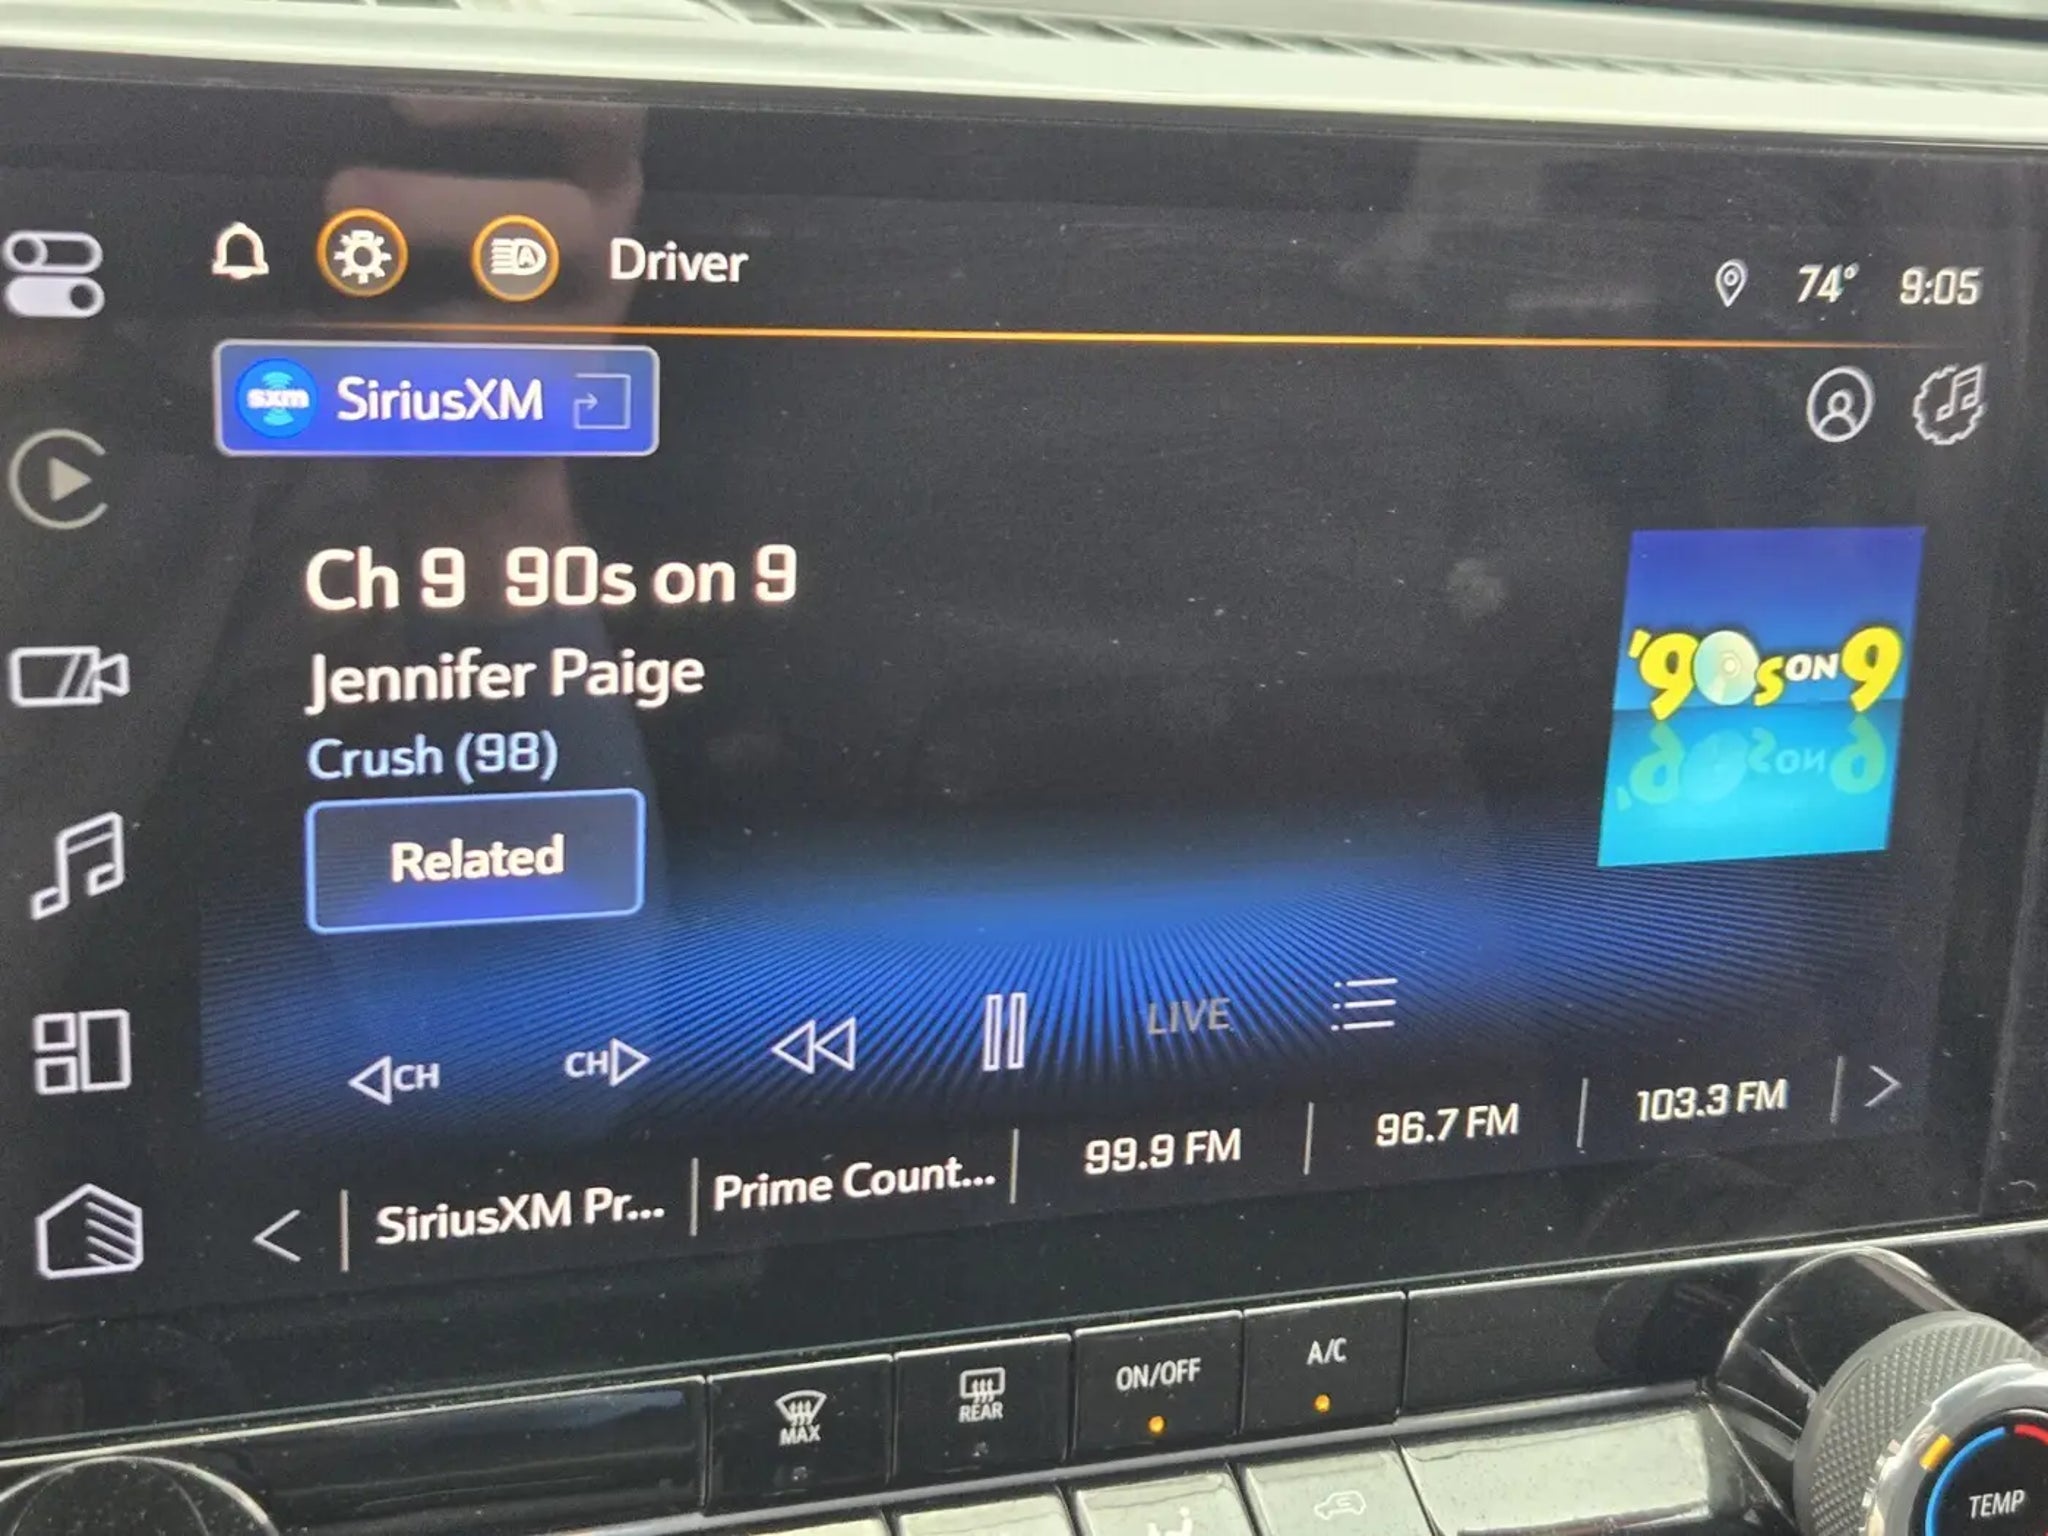 Driver
74° 9:05
sxm SiriusXM
Ch 9 90s on 9
Jennifer Paige
Crush (98)
'90s ON 9
Related
CH
CH
LIVE
SiriusXM Pr...
Prime Count...
99.9 FM
96.7 FM
103.3 FM
MAX
REAR
ON/OFF
A/C
TEMP